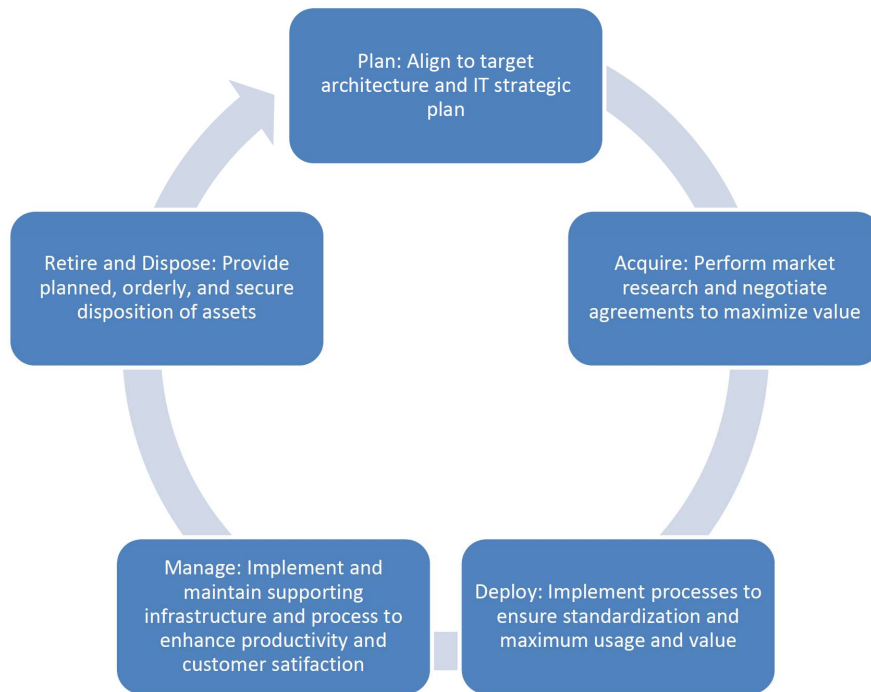 Plan: Align to target
architecture and IT strategic
plan
Acquire: Perform market
research and negotiate
agreements to maximize value
Deploy: Implement processes to
ensure standardization and
maximum usage and value
Manage: Implement and
maintain supporting
infrastructure and process to
enhance productivity and
customer satifaction
Retire and Dispose: Provide
planned, orderly, and secure
disposition of assets